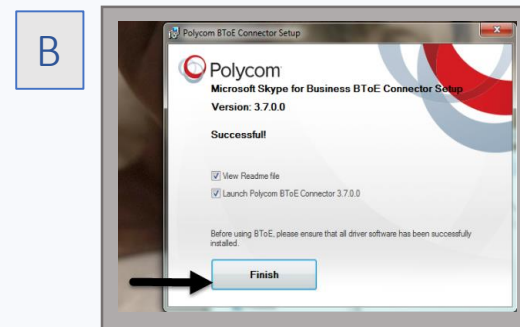 B
Polycom BToE Connector Setup
Polycom
Microsoft Skype for Business BToE Connector Setup
Version: 3.7.0.0
Successful!
View Readme file
Launch Polycom BToE Connector 3.7.0.0
Before using BToE, please ensure that all driver software has been successfully
installed.
Finish